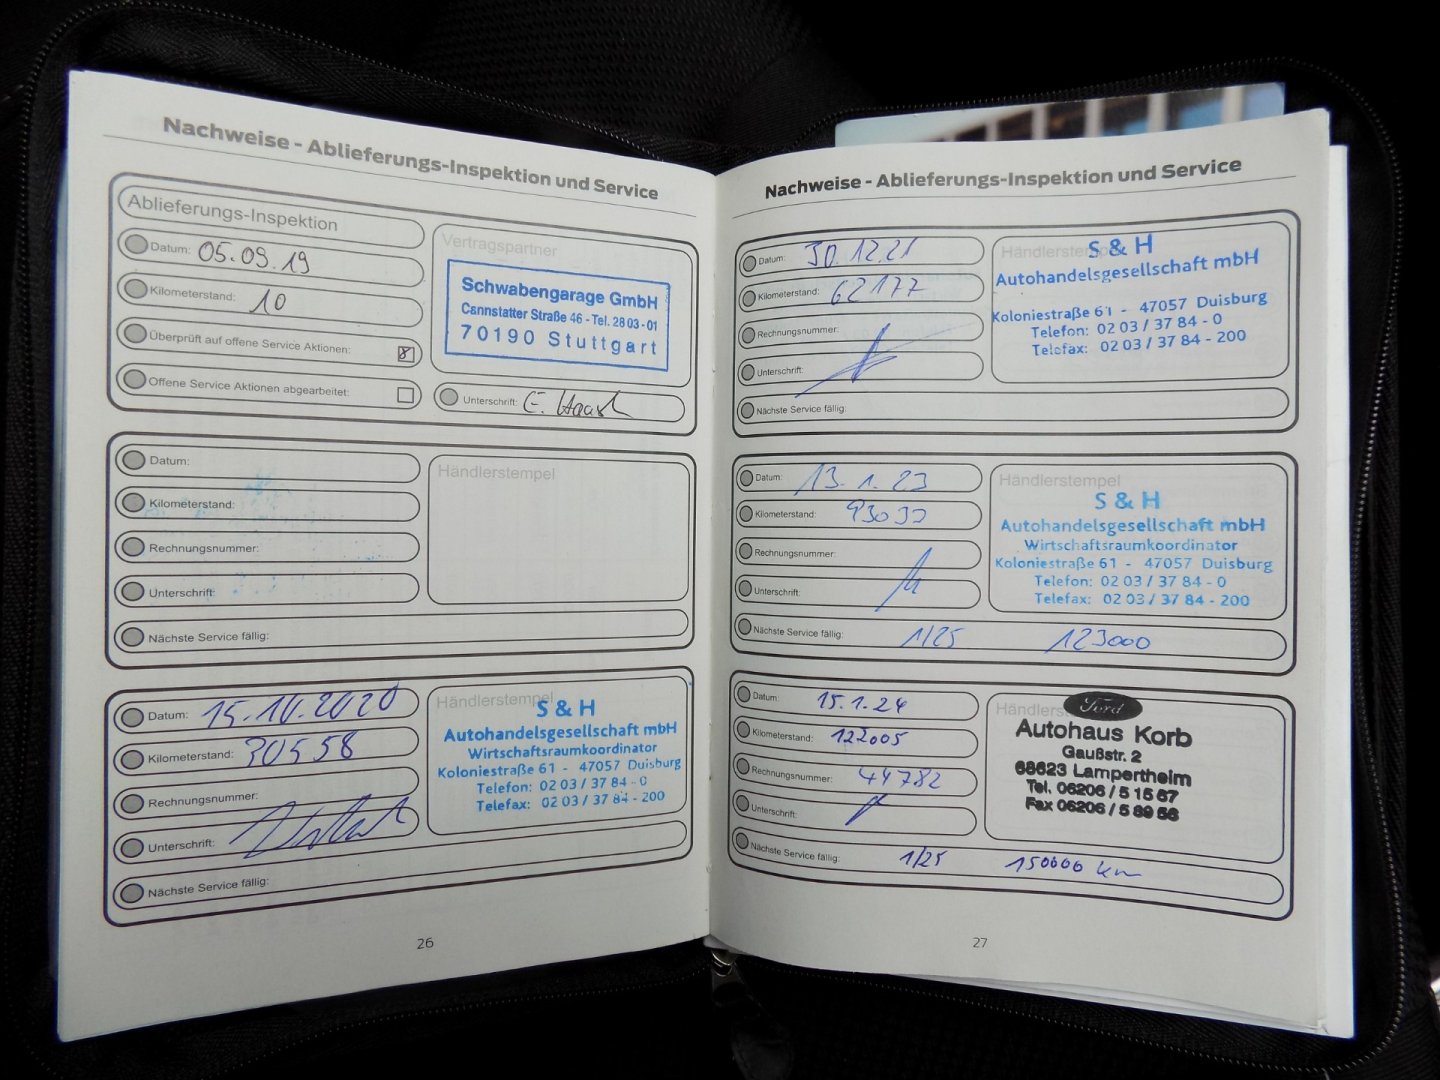 Nachweise - Ablieferungs-Inspektion und Service
Ablieferungs-Inspektion
Datum: 05.09.19
Kilometerstand: 10
Überprüft auf offene Service Aktionen:
Offene Service Aktionen abgearbeitet:
Vertragspartner
Schwabengarage GmbH
Cannstatter Straße 46 - Tel. 28 03 - 01
70190 Stuttgart
Unterschrift:
Datum:
Kilometerstand:
Rechnungsnummer:
Unterschrift:
Nächste Service fällig:
Händlerstempel
Datum: 15.10.2020
Kilometerstand: 30558
Rechnungsnummer:
Unterschrift:
Nächste Service fällig:
Händlerstempel
S & H
Autohandelsgesellschaft mbH
Wirtschaftsraumkoordinator
Koloniestraße 61 - 47057 Duisburg
Telefon: 02 03 / 37 84 - 0
Telefax: 02 03 / 37 84 - 200
26
Nachweise - Ablieferungs-Inspektion und Service
Datum: 30.12.21
Kilometerstand: 62177
Rechnungsnummer:
Unterschrift:
Nächste Service fällig:
S & H
Autohandelsgesellschaft mbH
Koloniestraße 61 - 47057 Duisburg
Telefon: 02 03 / 37 84 - 0
Telefax: 02 03 / 37 84 - 200
Datum: 13.1.23
Kilometerstand:
Rechnungsnummer:
Unterschrift:
Nächste Service fällig: 1/25 123000
Händlerstempel
S & H
Autohandelsgesellschaft mbH
Wirtschaftsraumkoordinator
Koloniestraße 61 - 47057 Duisburg
Telefon: 02 03 / 37 84 - 0
Telefax: 02 03 / 37 84 - 200
Datum: 15.1.24
Kilometerstand: 122005
Rechnungsnummer: 44782
Unterschrift:
Nächste Service fällig: 1/25 150000 km
Ford
Autohaus Korb
Gaußstr. 2
68623 Lampertheim
Tel. 06206 / 5 15 67
Fax 06206 / 5 89 56
27